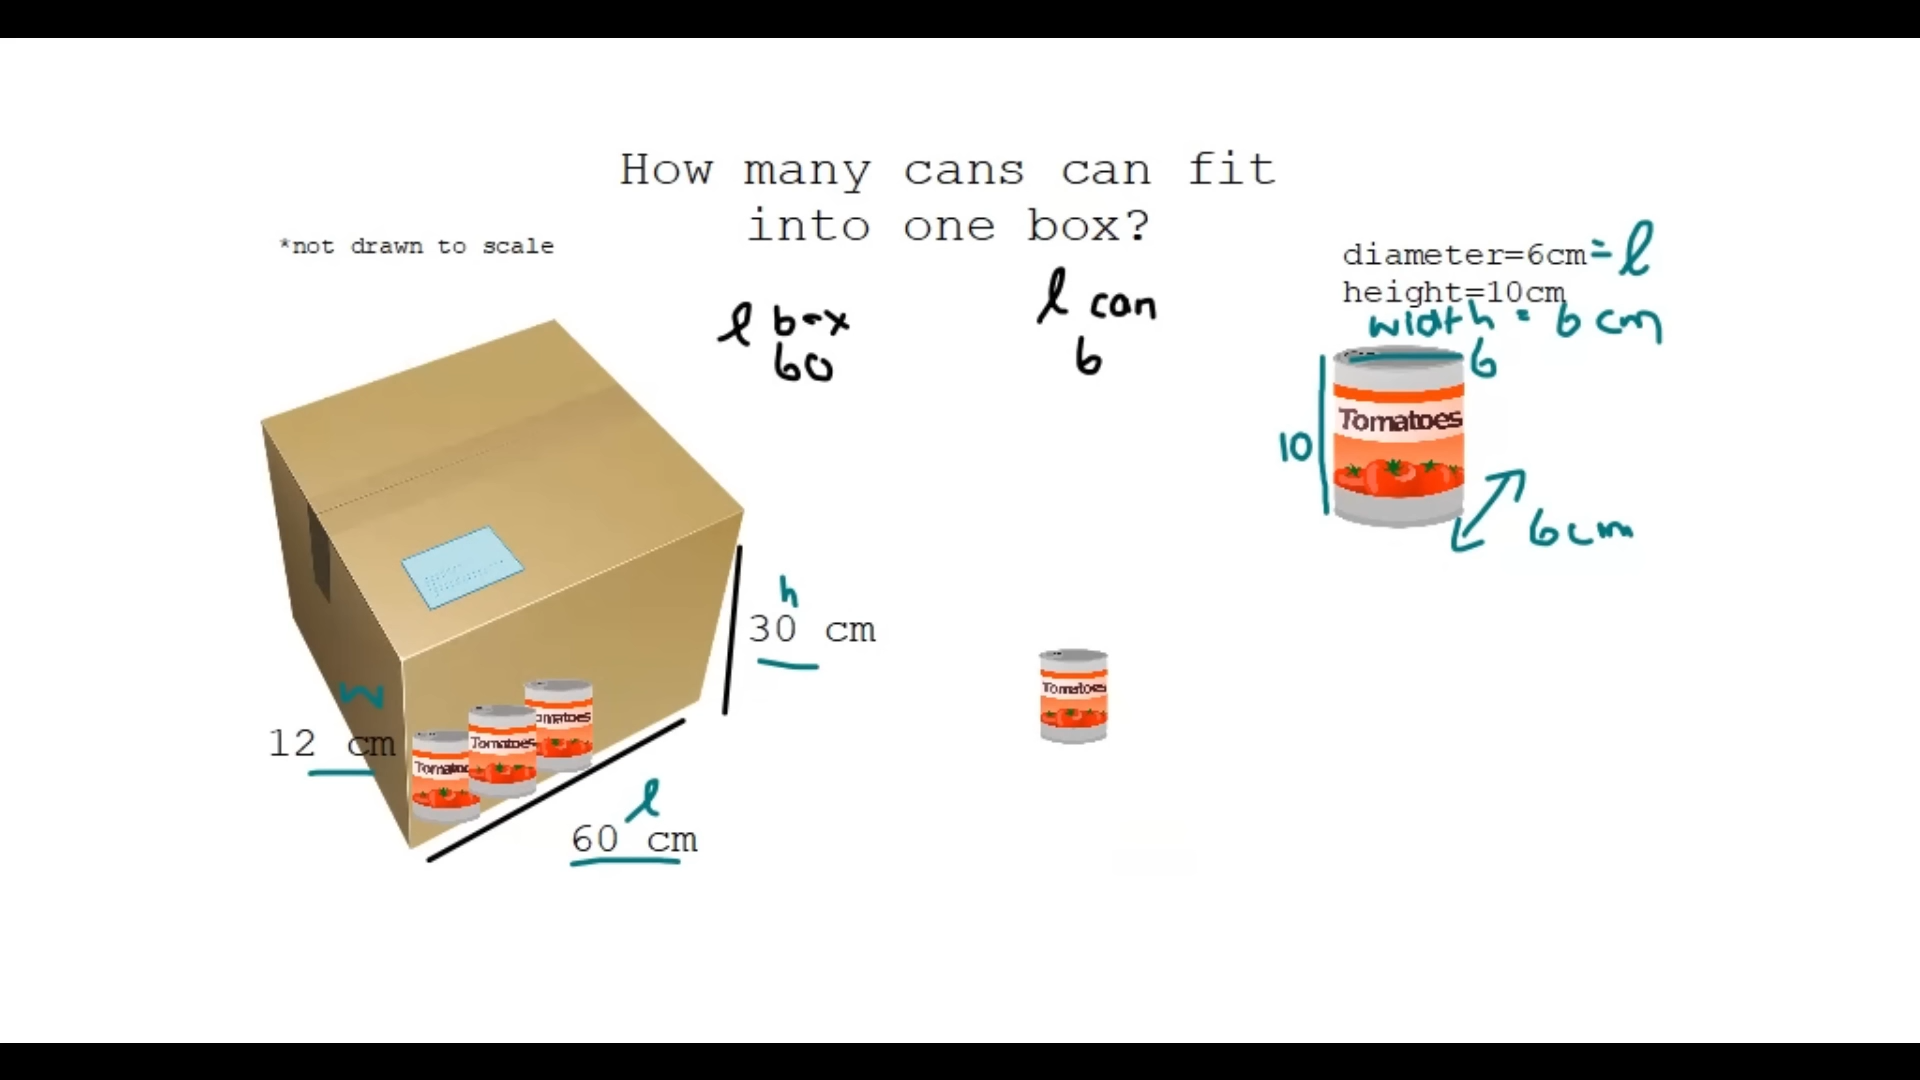 How many cans can fit
into one box?
*not drawn to scale
diameter=6cm = l
height=10cm
width = 6 cm
l box
60
l can
6
6
10
Tomatoes
6cm
h
30 cm
w
12 cm
Tomatoes
Tomatoes
l
60 cm